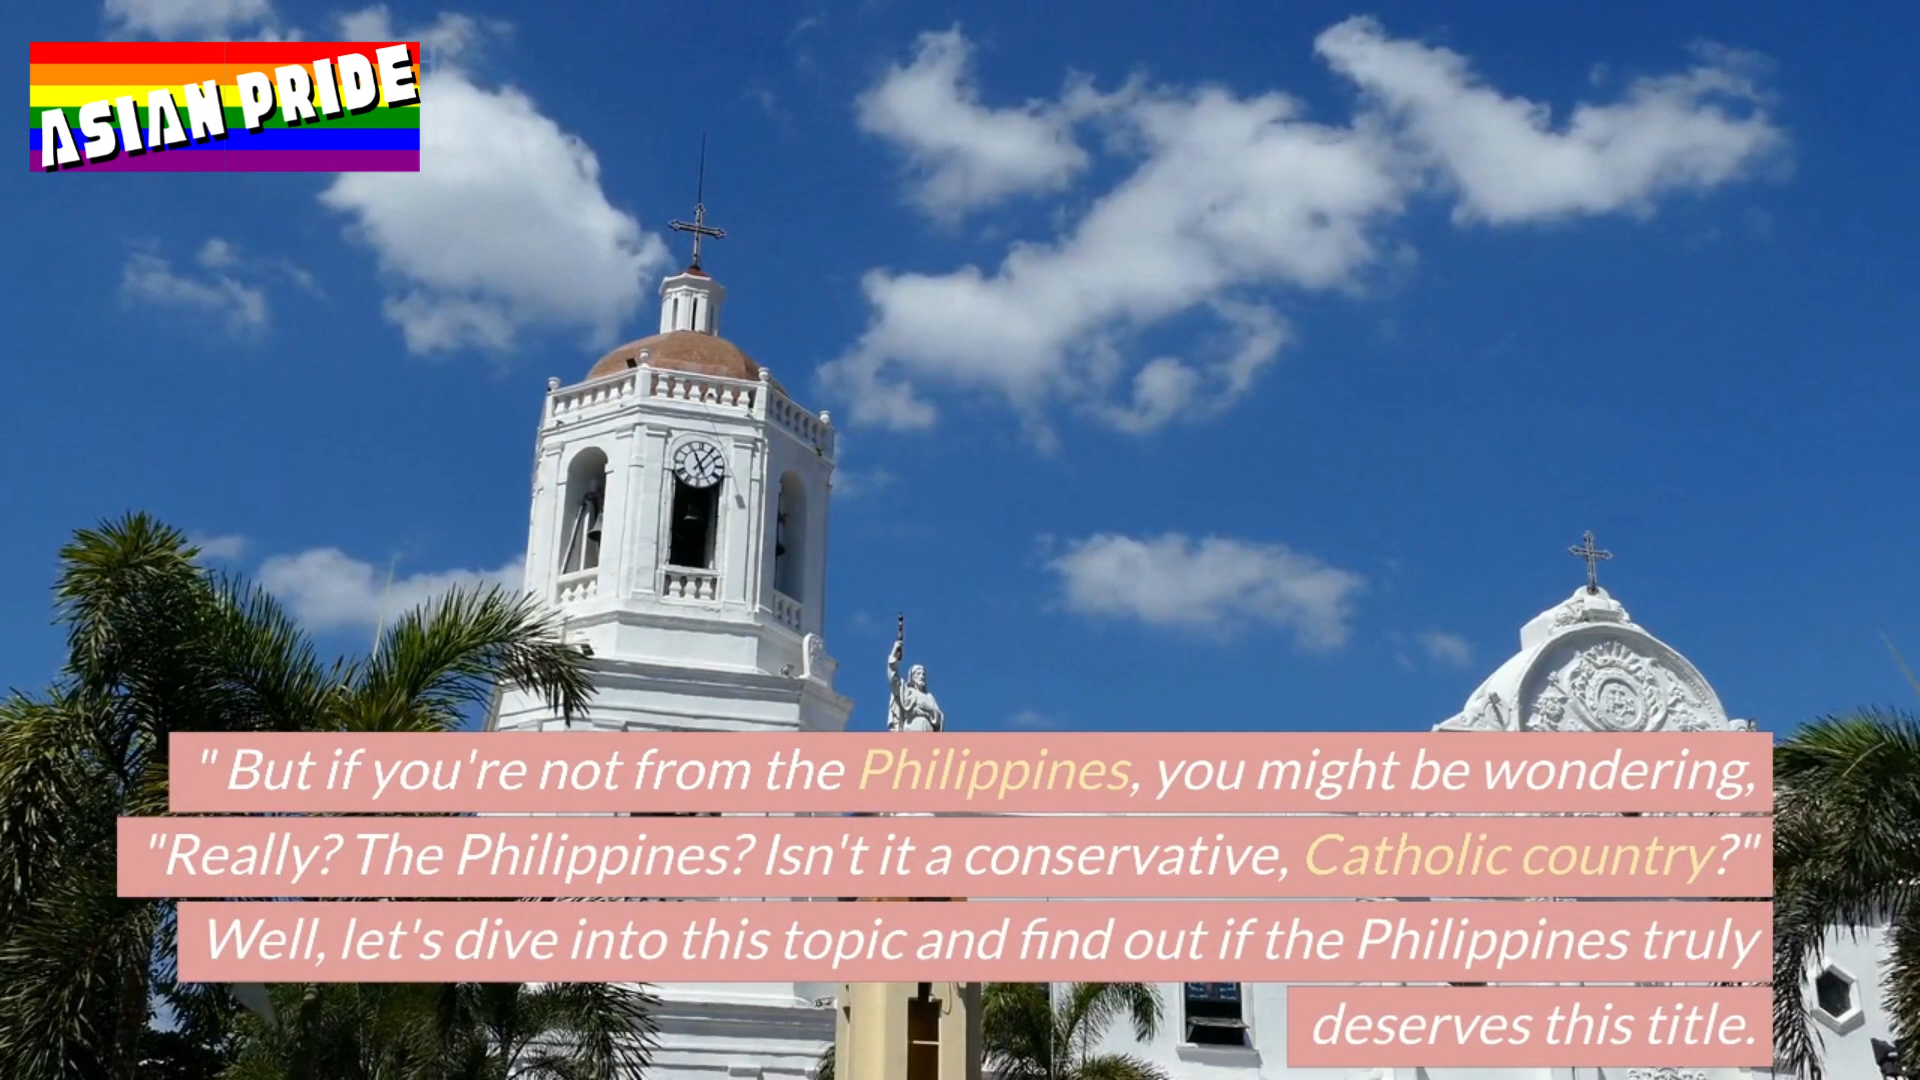 ASIAN PRIDE
" But if you're not from the Philippines, you might be wondering,
"Really? The Philippines? Isn't it a conservative, Catholic country?"
Well, let's dive into this topic and find out if the Philippines truly
deserves this title.